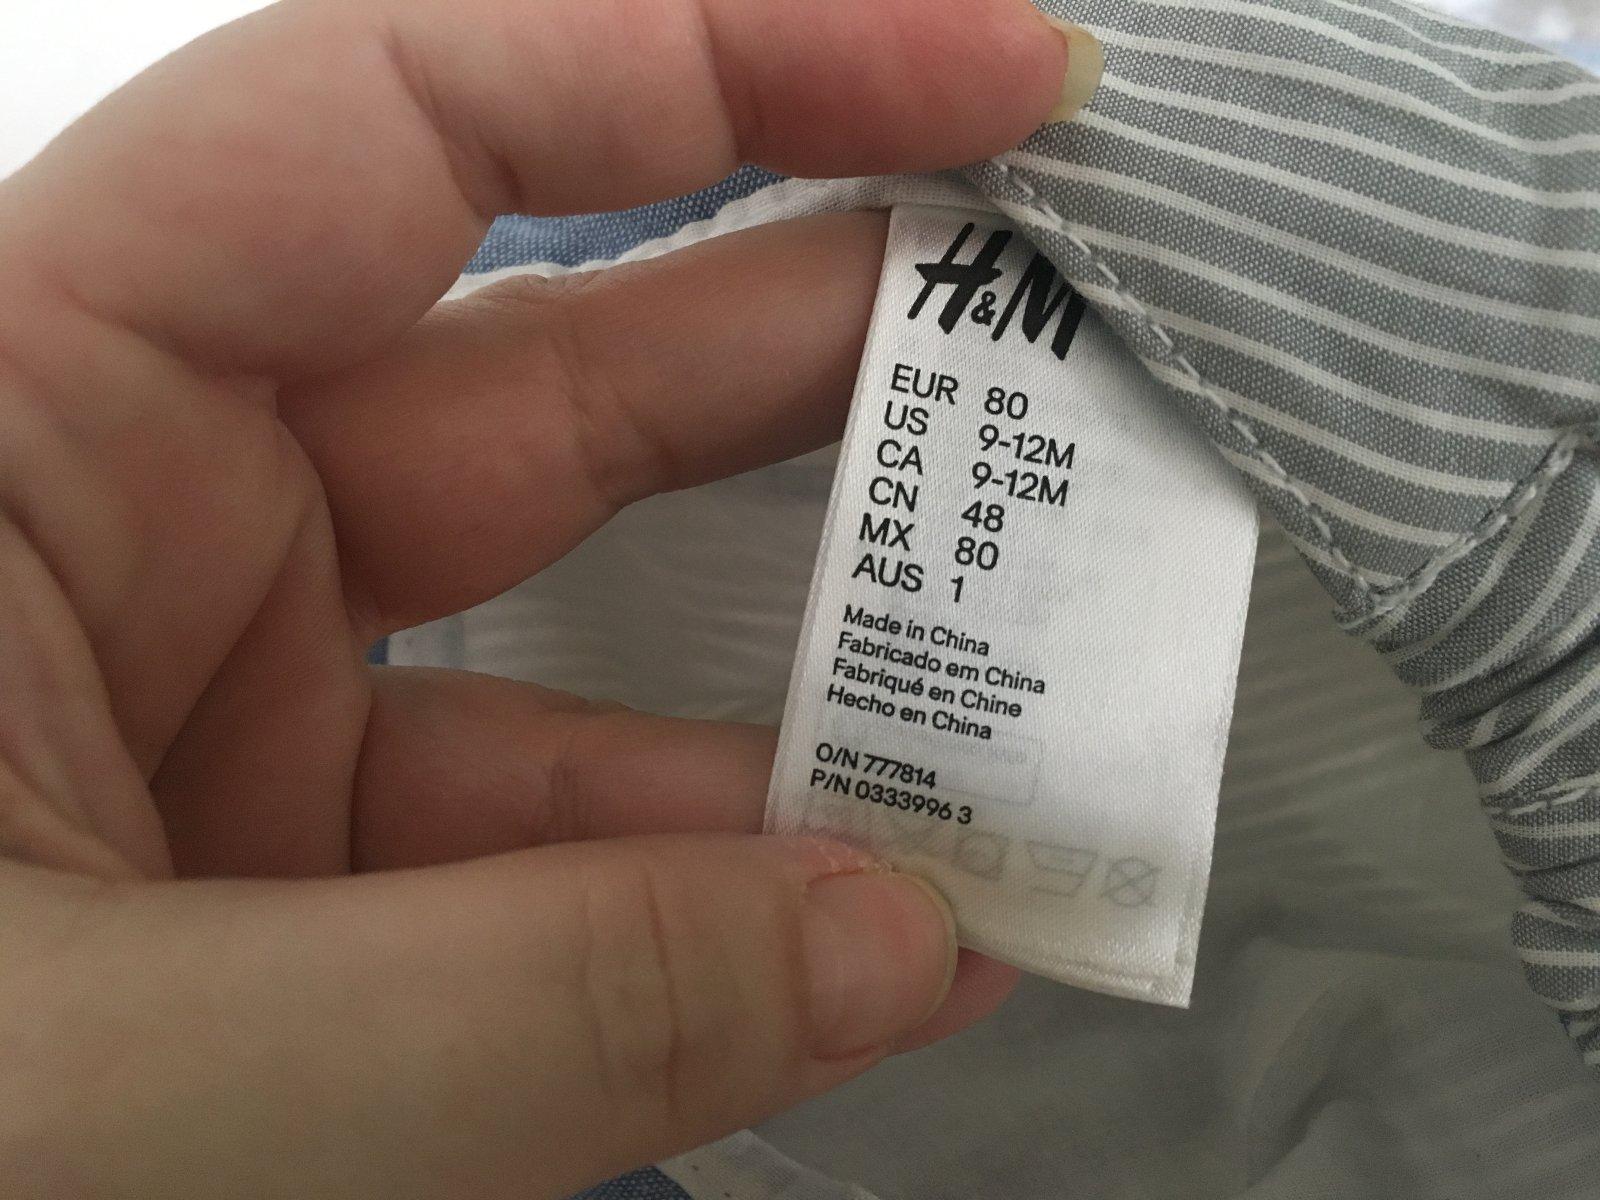 H&M
EUR 80
US 9-12M
CA 9-12M
CN 48
MX 80
AUS 1
Made in China
Fabricado em China
Fabriqué en Chine
Hecho en China
O/N 777814
P/N 0333996 3